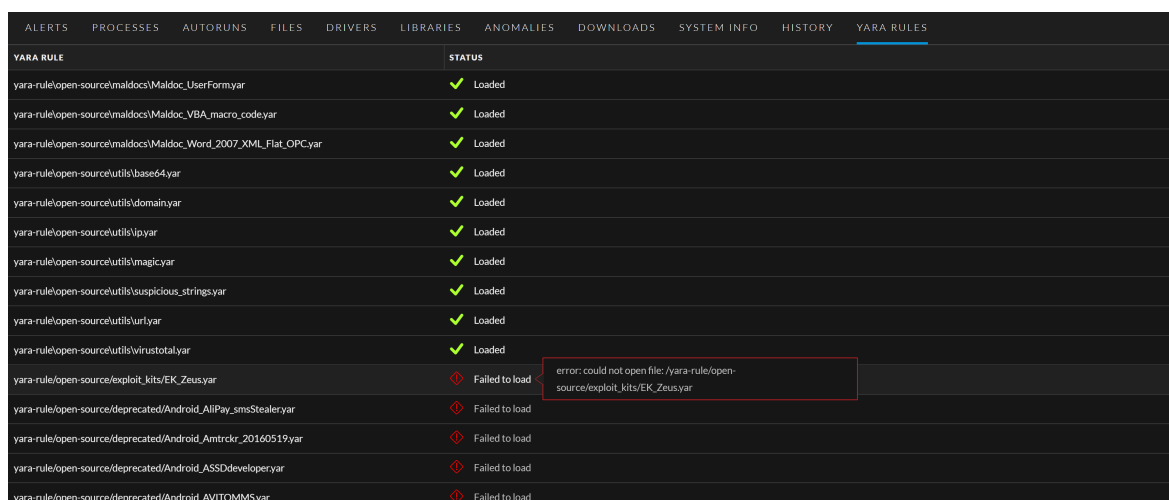 ALERTS PROCESSES AUTORUNS FILES DRIVERS LIBRARIES ANOMALIES DOWNLOADS SYSTEM INFO HISTORY YARA RULES
YARA RULE STATUS
yara-rule\open-source\maldocs\Maldoc_UserForm.yar Loaded
yara-rule\open-source\maldocs\Maldoc_VBA_macro_code.yar Loaded
yara-rule\open-source\maldocs\Maldoc_Word_2007_XML_Flat_OPC.yar Loaded
yara-rule\open-source\utils\base64.yar Loaded
yara-rule\open-source\utils\domain.yar Loaded
yara-rule\open-source\utils\ip.yar Loaded
yara-rule\open-source\utils\magic.yar Loaded
yara-rule\open-source\utils\suspicious_strings.yar Loaded
yara-rule\open-source\utils\url.yar Loaded
yara-rule\open-source\utils\virustotal.yar Loaded
yara-rule/open-source/exploit_kits/EK_Zeus.yar Failed to load
error: could not open file: /yara-rule/open-
source/exploit_kits/EK_Zeus.yar
yara-rule/open-source/deprecated/Android_AliPay_smsStealer.yar Failed to load
yara-rule/open-source/deprecated/Android_Amtrckr_20160519.yar Failed to load
yara-rule/open-source/deprecated/Android_ASSDdeveloper.yar Failed to load
yara-rule/open-source/deprecated/Android_AVITOMMS.yar Failed to load